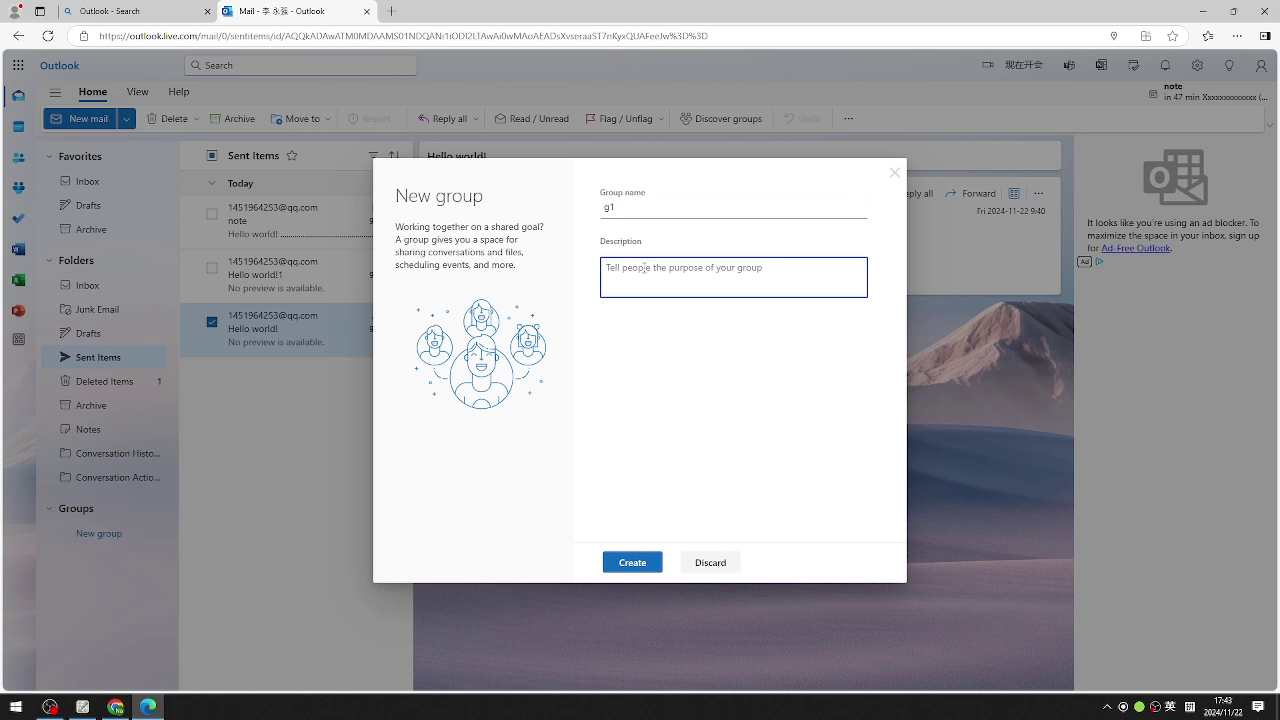 Outlook - Search
Mail - 李 永强 - Outlook
https://outlook.live.com/mail/0/sentitems/id/AQQkADAwATM0MDAAMS01NDQANi1iODI2LTAwAi0wMAoAEADsXvseraaST7nKyxQUAFeeJw%3D%3D
Outlook
Search
现在开会
Home
View
Help
note
in 47 min Xxxxxxxxxxxx (...
New mail
Delete
Archive
Move to
Report
Reply all
Read / Unread
Flag / Unflag
Discover groups
Undo
Favorites
Inbox
Drafts
Archive
Folders
Inbox
Junk Email
Drafts
Sent Items
Deleted Items 1
Archive
Notes
Conversation Histo...
Conversation Actio...
Groups
New group
Sent Items
Today
1451964253@qq.com
note
Hello world!
1451964253@qq.com
Hello world!1
No preview is available.
1451964253@qq.com
Hello world!
No preview is available.
Hello world!
Forward
Fri 2024-11-22 9:40
New group
Working together on a shared goal?
A group gives you a space for
sharing conversations and files,
scheduling events, and more.
Group name
g1
Description
Tell people the purpose of your group
Create
Discard
It looks like you're using an ad blocker. To
maximize the space in your inbox, sign up
for Ad-Free Outlook.
Ad
英
拼
17:43
2024/11/22